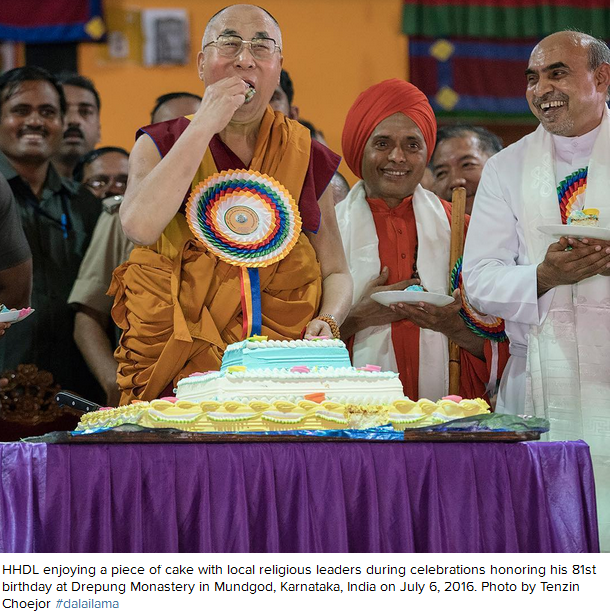 HHDL enjoying a piece of cake with local religious leaders during celebrations honoring his 81st
birthday at Drepung Monastery in Mundgod, Karnataka, India on July 6, 2016. Photo by Tenzin
Choejor #dalailama